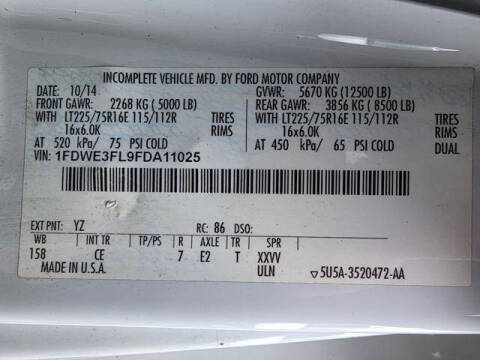 INCOMPLETE VEHICLE MFD. BY FORD MOTOR COMPANY
DATE: 10/14 GVWR: 5670 KG (12500 LB)
FRONT GAWR: 2268 KG (5000 LB) REAR GAWR: 3856 KG (8500 LB)
WITH LT225/75R16E 115/112R TIRES WITH LT225/75R16E 115/112R TIRES
16x6.0K RIMS 16x6.0K RIMS
AT 520 kPa/ 75 PSI COLD AT 450 kPa/ 65 PSI COLD DUAL
VIN: 1FDWE3FL9FDA11025
EXT PNT: YZ RC: 86 DSO:
WB INT TR TP/PS R AXLE TR SPR
158 CE 7 E2 T XXVV
MADE IN U.S.A. ULN ▽5U5A-3520472-AA